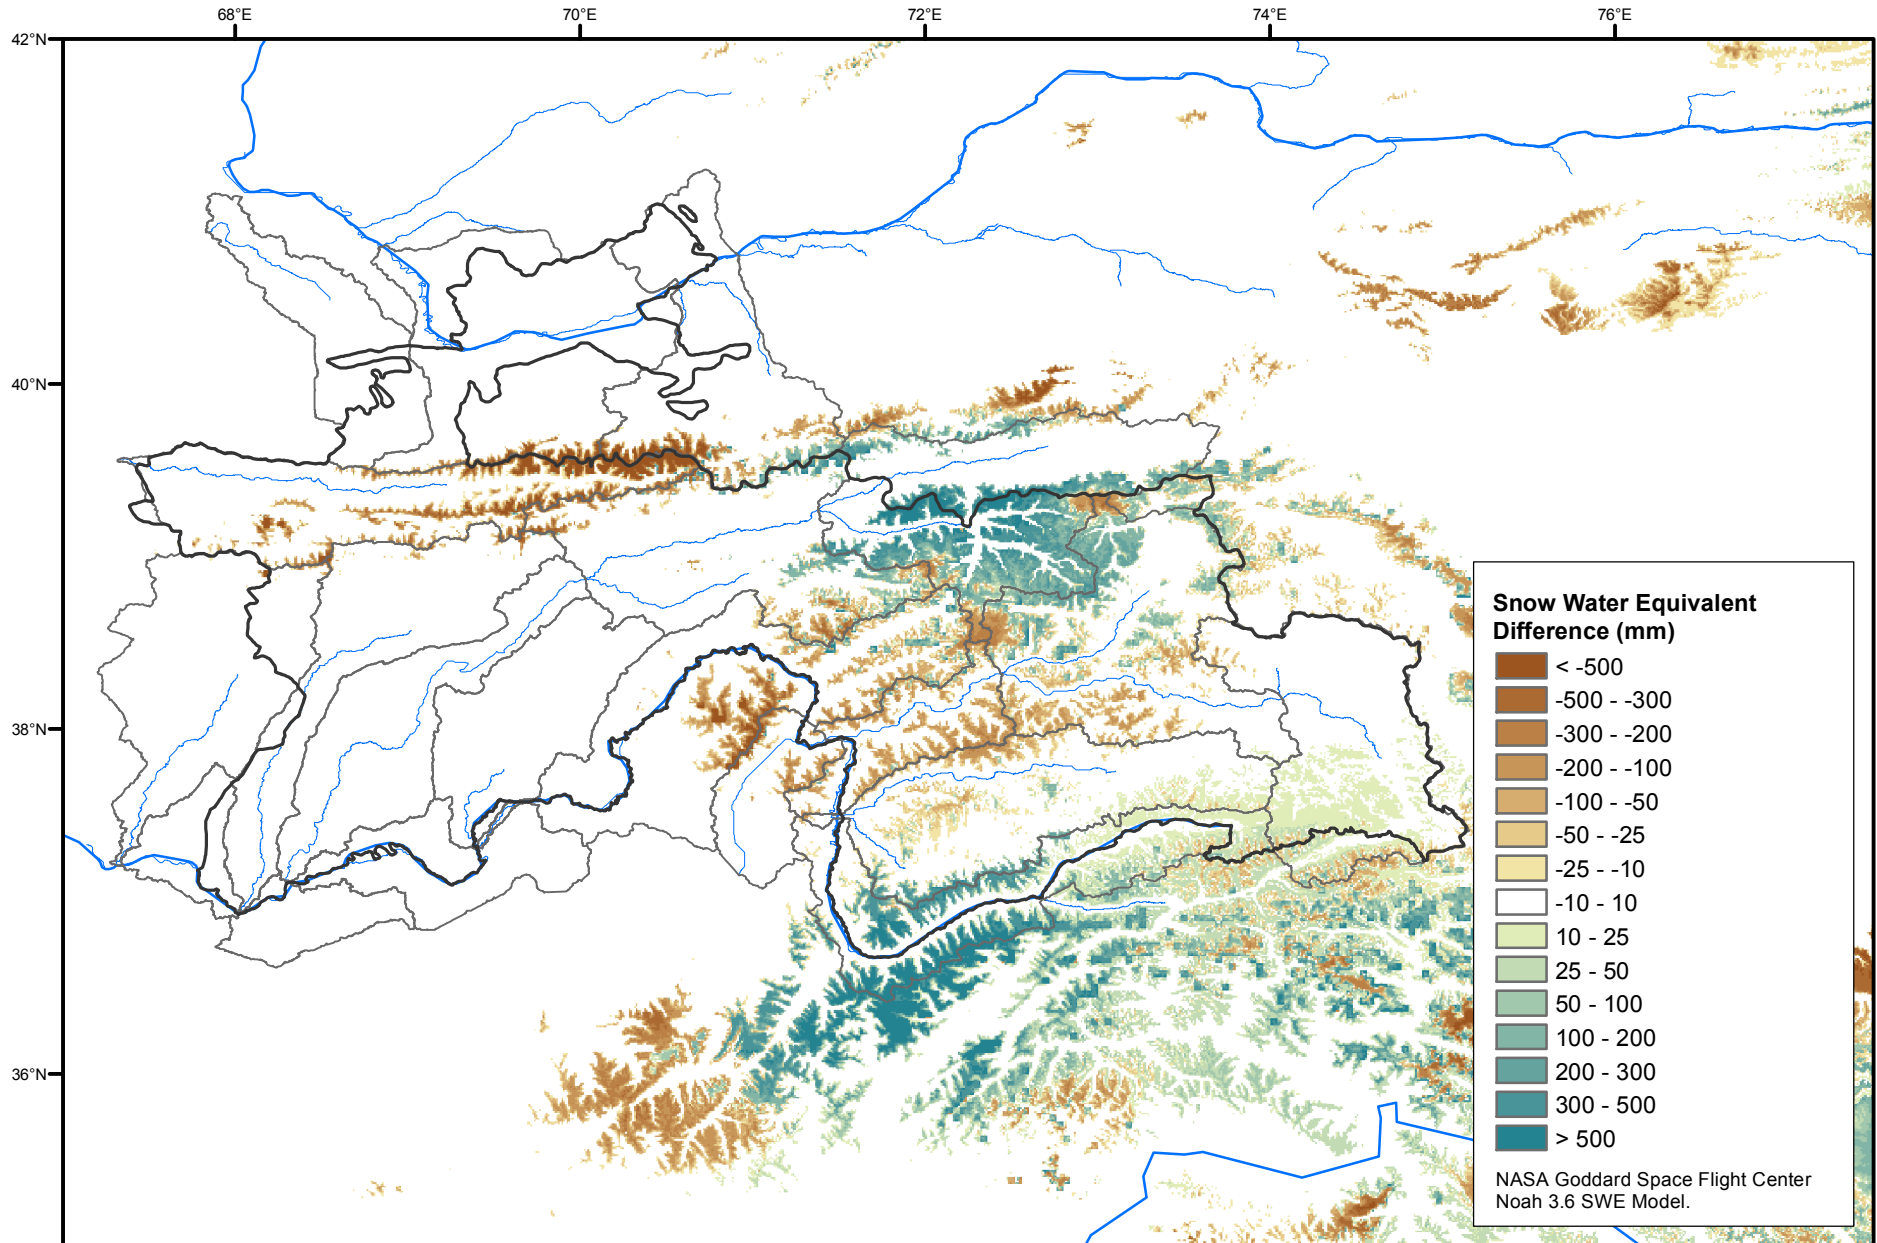 68°E 70°E 72°E 74°E 76°E
42°N
40°N
38°N
36°N
Snow Water Equivalent
Difference (mm)
< -500
-500 - -300
-300 - -200
-200 - -100
-100 - -50
-50 - -25
-25 - -10
-10 - 10
10 - 25
25 - 50
50 - 100
100 - 200
200 - 300
300 - 500
> 500
NASA Goddard Space Flight Center
Noah 3.6 SWE Model.